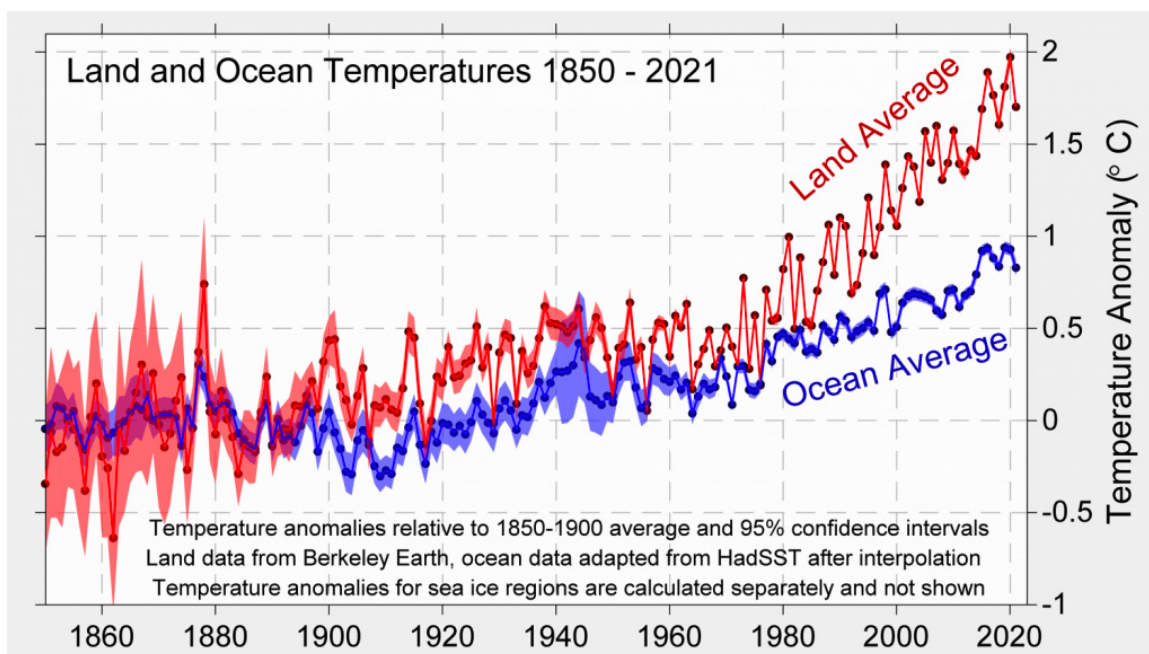 Land and Ocean Temperatures 1850 - 2021
Land Average
Ocean Average
Temperature anomalies relative to 1850-1900 average and 95% confidence intervals
Land data from Berkeley Earth, ocean data adapted from HadSST after interpolation
Temperature anomalies for sea ice regions are calculated separately and not shown
2
1.5
1
0.5
0
-0.5
-1
Temperature Anomaly (° C)
1860 1880 1900 1920 1940 1960 1980 2000 2020